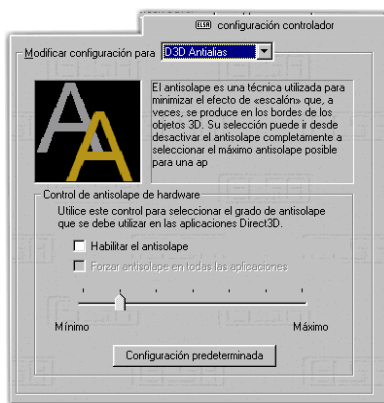 ELSA configuración controlador
Modificar configuración para D3D Antialias
El antisolape es una técnica utilizada para
minimizar el efecto de «escalón» que, a
veces, se produce en los bordes de los
objetos 3D. Su selección puede ir desde
desactivar el antisolape completamente a
seleccionar el máximo antisolape posible
para una ap
Control de antisolape de hardware
Utilice este control para seleccionar el grado de antisolape
que se debe utilizar en las aplicaciones Direct3D.
Habilitar el antisolape
Forzar antisolape en todas las aplicaciones
Mínimo Máximo
Configuración predeterminada